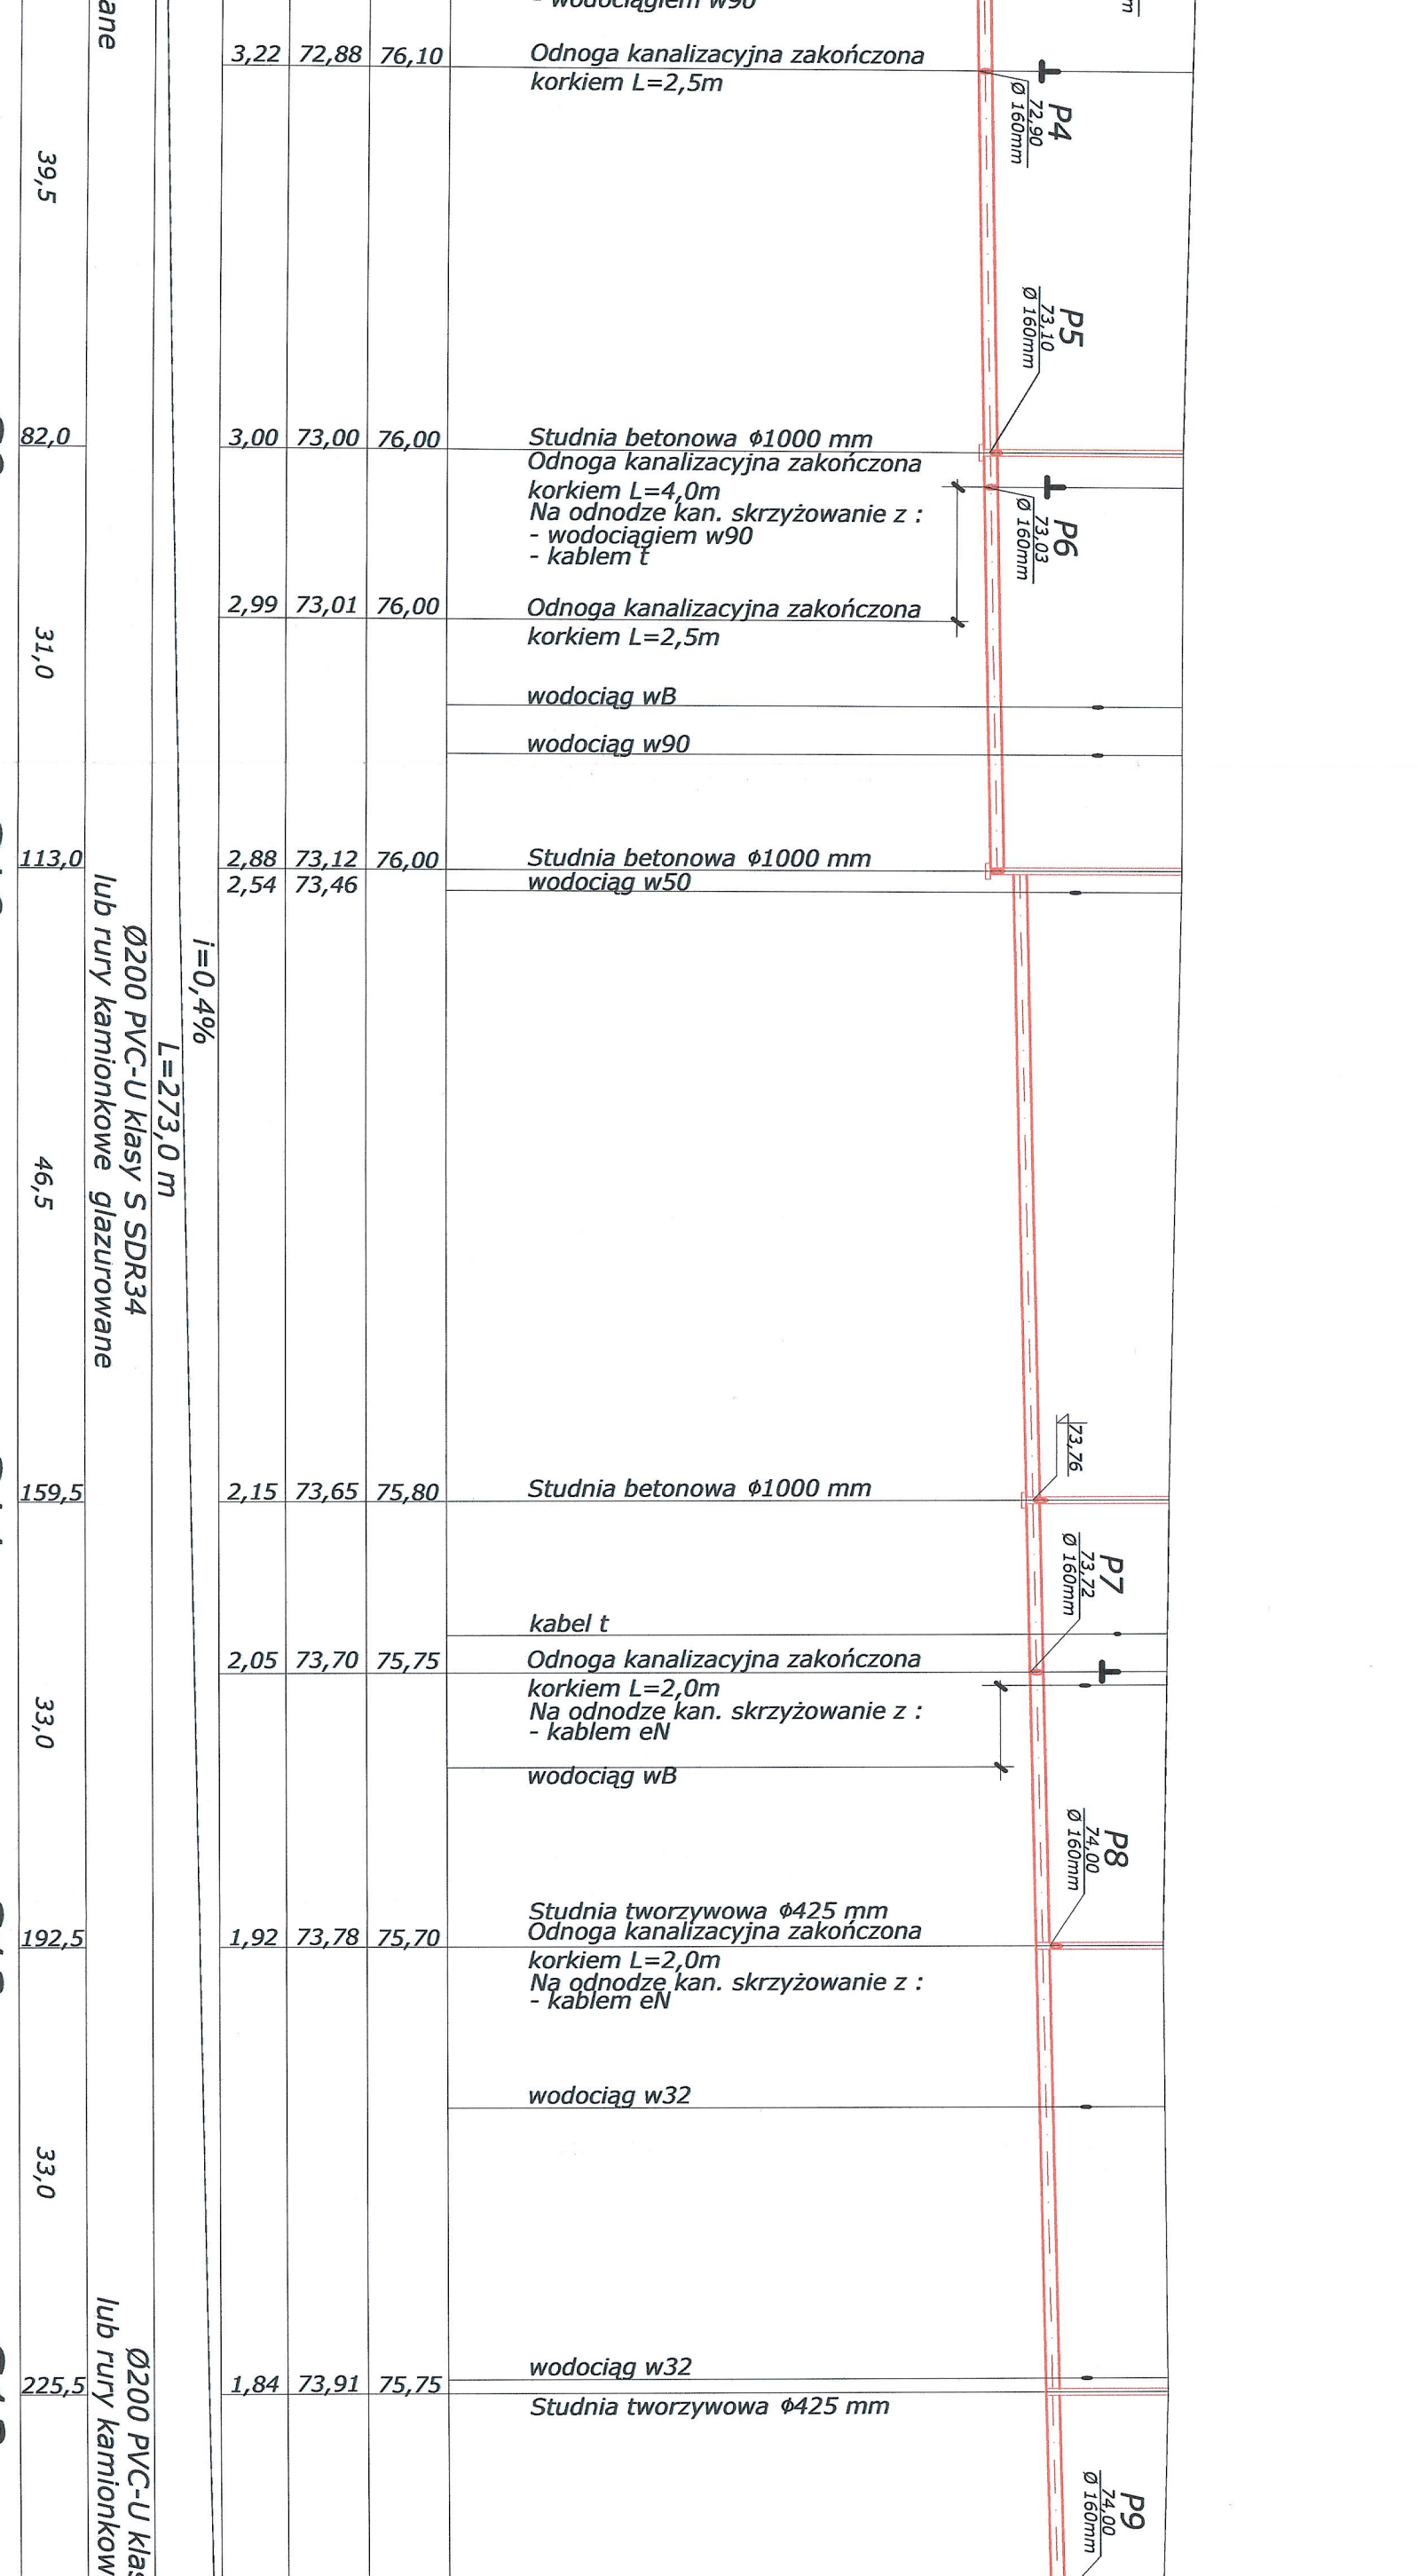 - wodociągiem w90
3,22 72,88 76,10 Odnoga kanalizacyjna zakończona
korkiem L=2,5m
P4
72,90
Ø 160mm
39,5
P5
73,10
Ø 160mm
82,0 3,00 73,00 76,00 Studnia betonowa ϕ1000 mm
Odnoga kanalizacyjna zakończona
korkiem L=4,0m
Na odnodze kan. skrzyżowanie z :
- wodociągiem w90
- kablem t
P6
73,03
Ø 160mm
2,99 73,01 76,00 Odnoga kanalizacyjna zakończona
korkiem L=2,5m
31,0
wodociąg wB
wodociąg w90
113,0 2,88 73,12 76,00 Studnia betonowa ϕ1000 mm
2,54 73,46 wodociąg w50
i=0,4%
L=273,0 m
Ø200 PVC-U klasy S SDR34
lub rury kamionkowe glazurowane
46,5
73,76
159,5 2,15 73,65 75,80 Studnia betonowa ϕ1000 mm
P7
73,72
Ø 160mm
kabel t
2,05 73,70 75,75 Odnoga kanalizacyjna zakończona
korkiem L=2,0m
Na odnodze kan. skrzyżowanie z :
- kablem eN
33,0
wodociąg wB
P8
74,00
Ø 160mm
Studnia tworzywowa ϕ425 mm
192,5 1,92 73,78 75,70 Odnoga kanalizacyjna zakończona
korkiem L=2,0m
Na odnodze kan. skrzyżowanie z :
- kablem eN
wodociąg w32
33,0
wodociąg w32
225,5 1,84 73,91 75,75
Studnia tworzywowa ϕ425 mm
Ø200 PVC-U
lub rury
P9
74,00
Ø 160mm